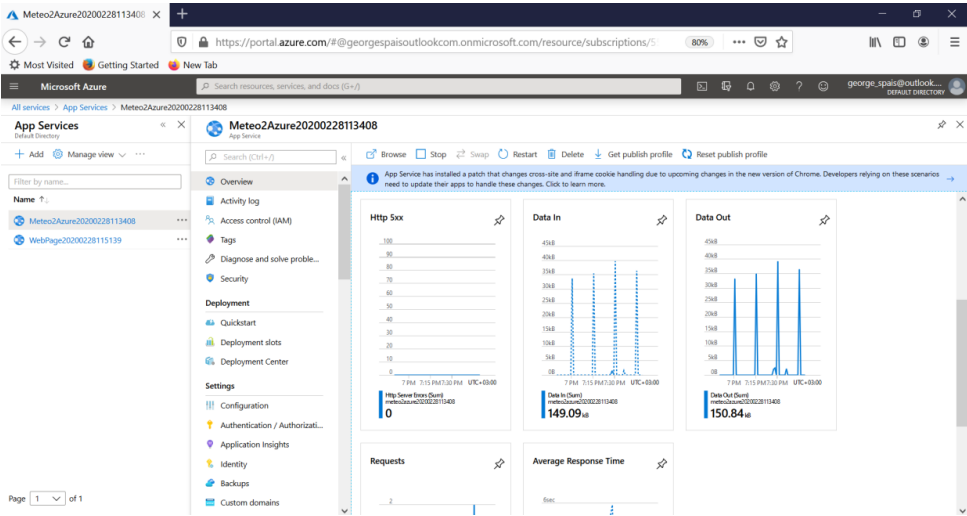 Meteo2Azure20200228113408
https://portal.azure.com/#@georgespaisoutlookcom.onmicrosoft.com/resource/subscriptions/5
80%
Most Visited Getting Started New Tab
Microsoft Azure
Search resources, services, and docs (G+/)
george_spais@outlook....
DEFAULT DIRECTORY
All services > App Services > Meteo2Azure20200228113408
App Services
Default Directory
Add Manage view
Filter by name...
Name
Meteo2Azure20200228113408
WebPage20200228115139
Page 1 of 1
Meteo2Azure20200228113408
App Service
Search (Ctrl+/)
Overview
Activity log
Access control (IAM)
Tags
Diagnose and solve proble...
Security
Deployment
Quickstart
Deployment slots
Deployment Center
Settings
Configuration
Authentication / Authorizati...
Application Insights
Identity
Backups
Custom domains
Browse Stop Swap Restart Delete Get publish profile Reset publish profile
App Service has installed a patch that changes cross-site and iframe cookie handling due to upcoming changes in the new version of Chrome. Developers relying on these scenarios
need to update their apps to handle these changes. Click to learn more.
Http 5xx
100
90
80
70
60
50
40
30
20
10
0
7 PM 7:15 PM 7:30 PM UTC+03:00
Http Server Errors (Sum)
meteo2azure20200228113408
0
Data In
45kB
40kB
35kB
30kB
25kB
20kB
15kB
10kB
5kB
0B
7 PM 7:15 PM 7:30 PM UTC+03:00
Data In (Sum)
meteo2azure20200228113408
149.09 kB
Data Out
45kB
40kB
35kB
30kB
25kB
20kB
15kB
10kB
5kB
0B
7 PM 7:15 PM 7:30 PM UTC+03:00
Data Out (Sum)
meteo2azure20200228113408
150.84 kB
Requests
2
Average Response Time
6sec